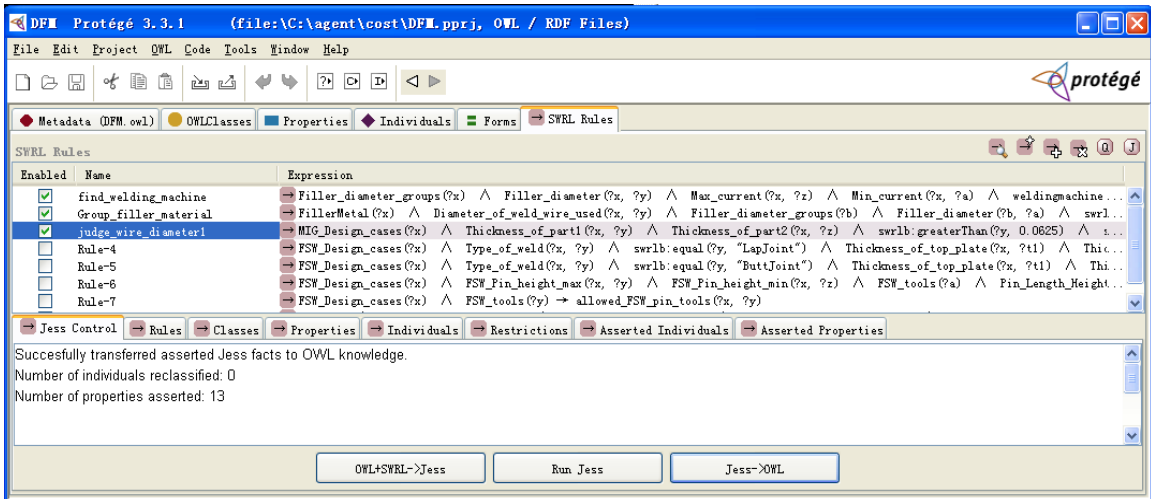 DFM Protégé 3.3.1 (file:\C:\agent\cost\DFM.pprj, OWL / RDF Files)
File Edit Project OWL Code Tools Window Help
protégé
Metadata (DFM.owl) OWLClasses Properties Individuals Forms SWRL Rules
SWRL Rules
Q J
Enabled Name Expression
find_welding_machine Filler_diameter_groups(?x) ∧ Filler_diameter(?x, ?y) ∧ Max_current(?x, ?z) ∧ Min_current(?x, ?a) ∧ weldingmachine...
Group_filler_material FillerMetal(?x) ∧ Diameter_of_weld_wire_used(?x, ?y) ∧ Filler_diameter_groups(?b) ∧ Filler_diameter(?b, ?a) ∧ swrl...
judge_wire_diameter1 MIG_Design_cases(?x) ∧ Thickness_of_part1(?x, ?y) ∧ Thickness_of_part2(?x, ?z) ∧ swrlb:greaterThan(?y, 0.0625) ∧ s...
Rule-4 FSW_Design_cases(?x) ∧ Type_of_weld(?x, ?y) ∧ swrlb:equal(?y, "LapJoint") ∧ Thickness_of_top_plate(?x, ?t1) ∧ Thic...
Rule-5 FSW_Design_cases(?x) ∧ Type_of_weld(?x, ?y) ∧ swrlb:equal(?y, "ButtJoint") ∧ Thickness_of_top_plate(?x, ?t1) ∧ Thi...
Rule-6 FSW_Design_cases(?x) ∧ FSW_Pin_height_max(?x, ?y) ∧ FSW_Pin_height_min(?x, ?z) ∧ FSW_tools(?a) ∧ Pin_Length_Height...
Rule-7 FSW_Design_cases(?x) ∧ FSW_tools(?y) → allowed_FSW_pin_tools(?x, ?y)
Jess Control Rules Classes Properties Individuals Restrictions Asserted Individuals Asserted Properties
Succesfully transferred asserted Jess facts to OWL knowledge.
Number of individuals reclassified: 0
Number of properties asserted: 13
OWL+SWRL->Jess Run Jess Jess->OWL